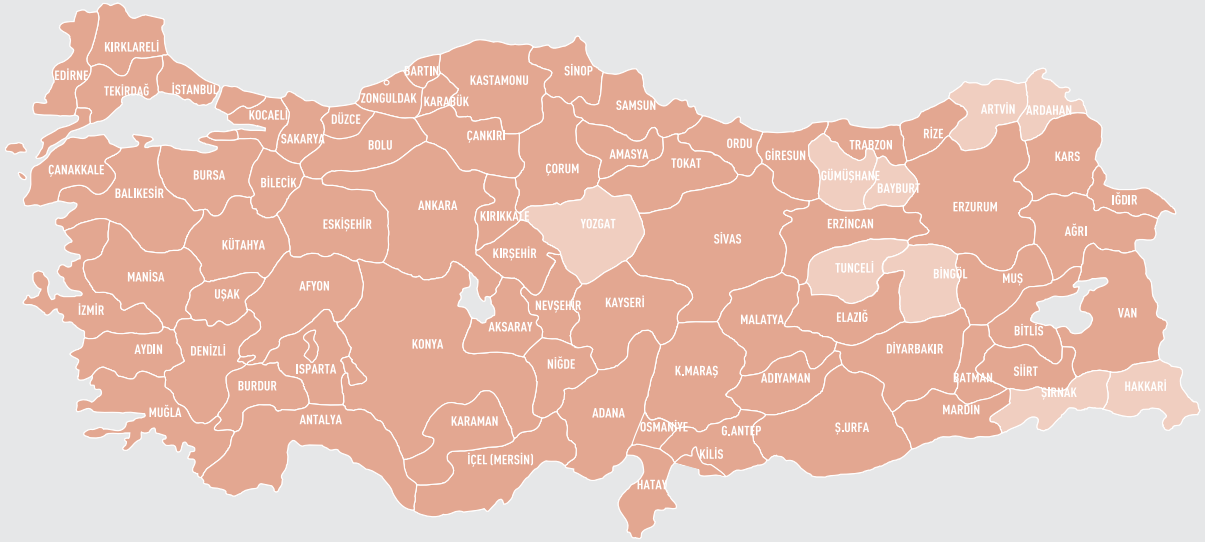 KIRKLARELİ
EDİRNE
TEKİRDAĞ
İSTANBUL
KOCAELİ
SAKARYA
DÜZCE
ZONGULDAK
BARTIN
KARABÜK
KASTAMONU
SİNOP
SAMSUN
BOLU
ÇANKIRI
ÇORUM
AMASYA
TOKAT
ORDU
GİRESUN
TRABZON
GÜMÜŞHANE
BAYBURT
RİZE
ARTVİN
ARDAHAN
KARS
IĞDIR
AĞRI
ERZURUM
ERZİNCAN
ÇANAKKALE
BALIKESİR
BURSA
BİLECİK
ESKİŞEHİR
ANKARA
KIRIKKALE
YOZGAT
SİVAS
KÜTAHYA
KIRŞEHİR
TUNCELİ
BİNGÖL
MUŞ
MANİSA
UŞAK
AFYON
NEVŞEHİR
KAYSERİ
MALATYA
ELAZIĞ
BİTLİS
VAN
İZMİR
AYDIN
DENİZLİ
ISPARTA
BURDUR
KONYA
AKSARAY
NİĞDE
K.MARAŞ
ADIYAMAN
DİYARBAKIR
BATMAN
SİİRT
ŞIRNAK
HAKKARİ
MARDİN
MUĞLA
ANTALYA
KARAMAN
İÇEL (MERSİN)
ADANA
OSMANİYE
G.ANTEP
KİLİS
HATAY
Ş.URFA